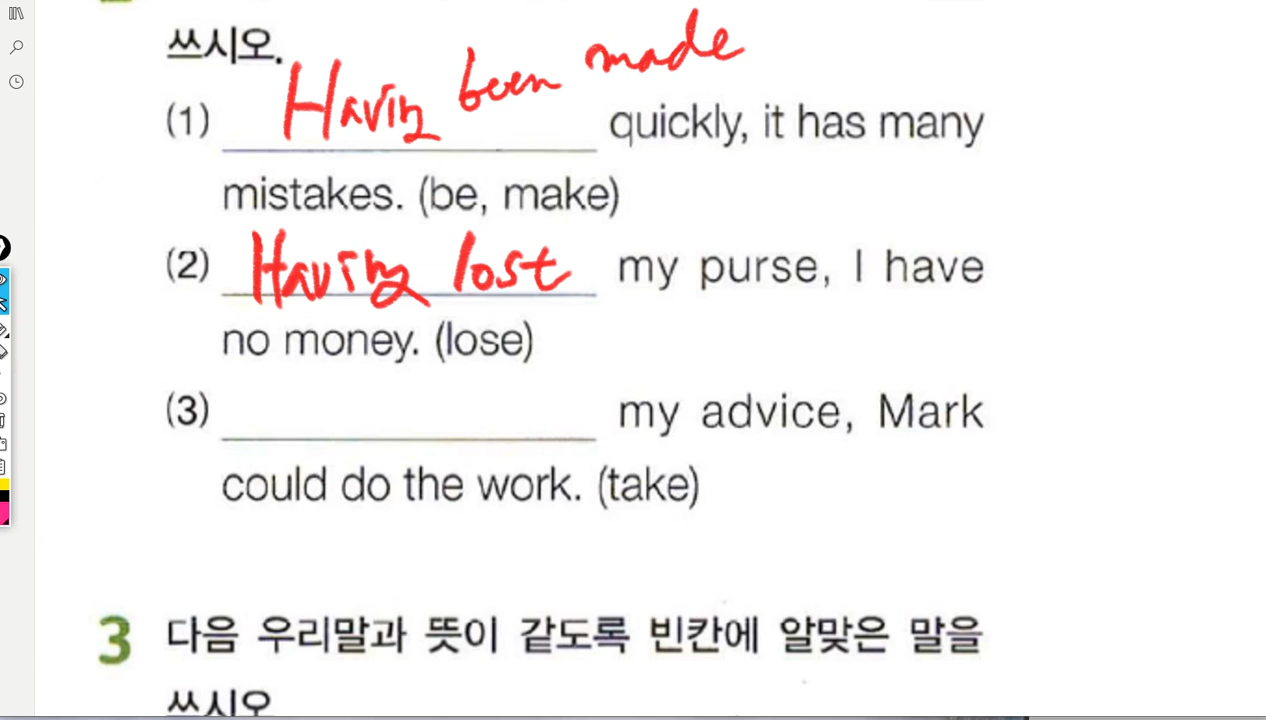 쓰시오.
(1) Having been made quickly, it has many
mistakes. (be, make)
(2) Having lost my purse, I have
no money. (lose)
(3) my advice, Mark
could do the work. (take)
3 다음 우리말과 뜻이 같도록 빈칸에 알맞은 말을
쓰시오